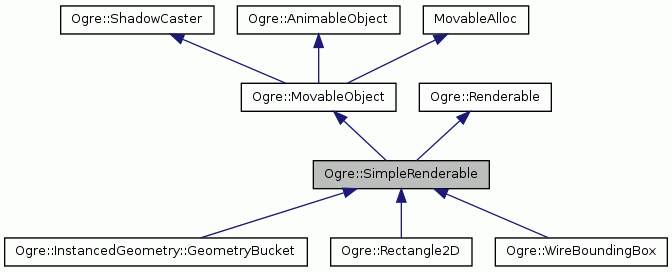 Ogre::ShadowCaster
Ogre::AnimableObject
MovableAlloc
Ogre::MovableObject
Ogre::Renderable
Ogre::SimpleRenderable
Ogre::InstancedGeometry::GeometryBucket
Ogre::Rectangle2D
Ogre::WireBoundingBox